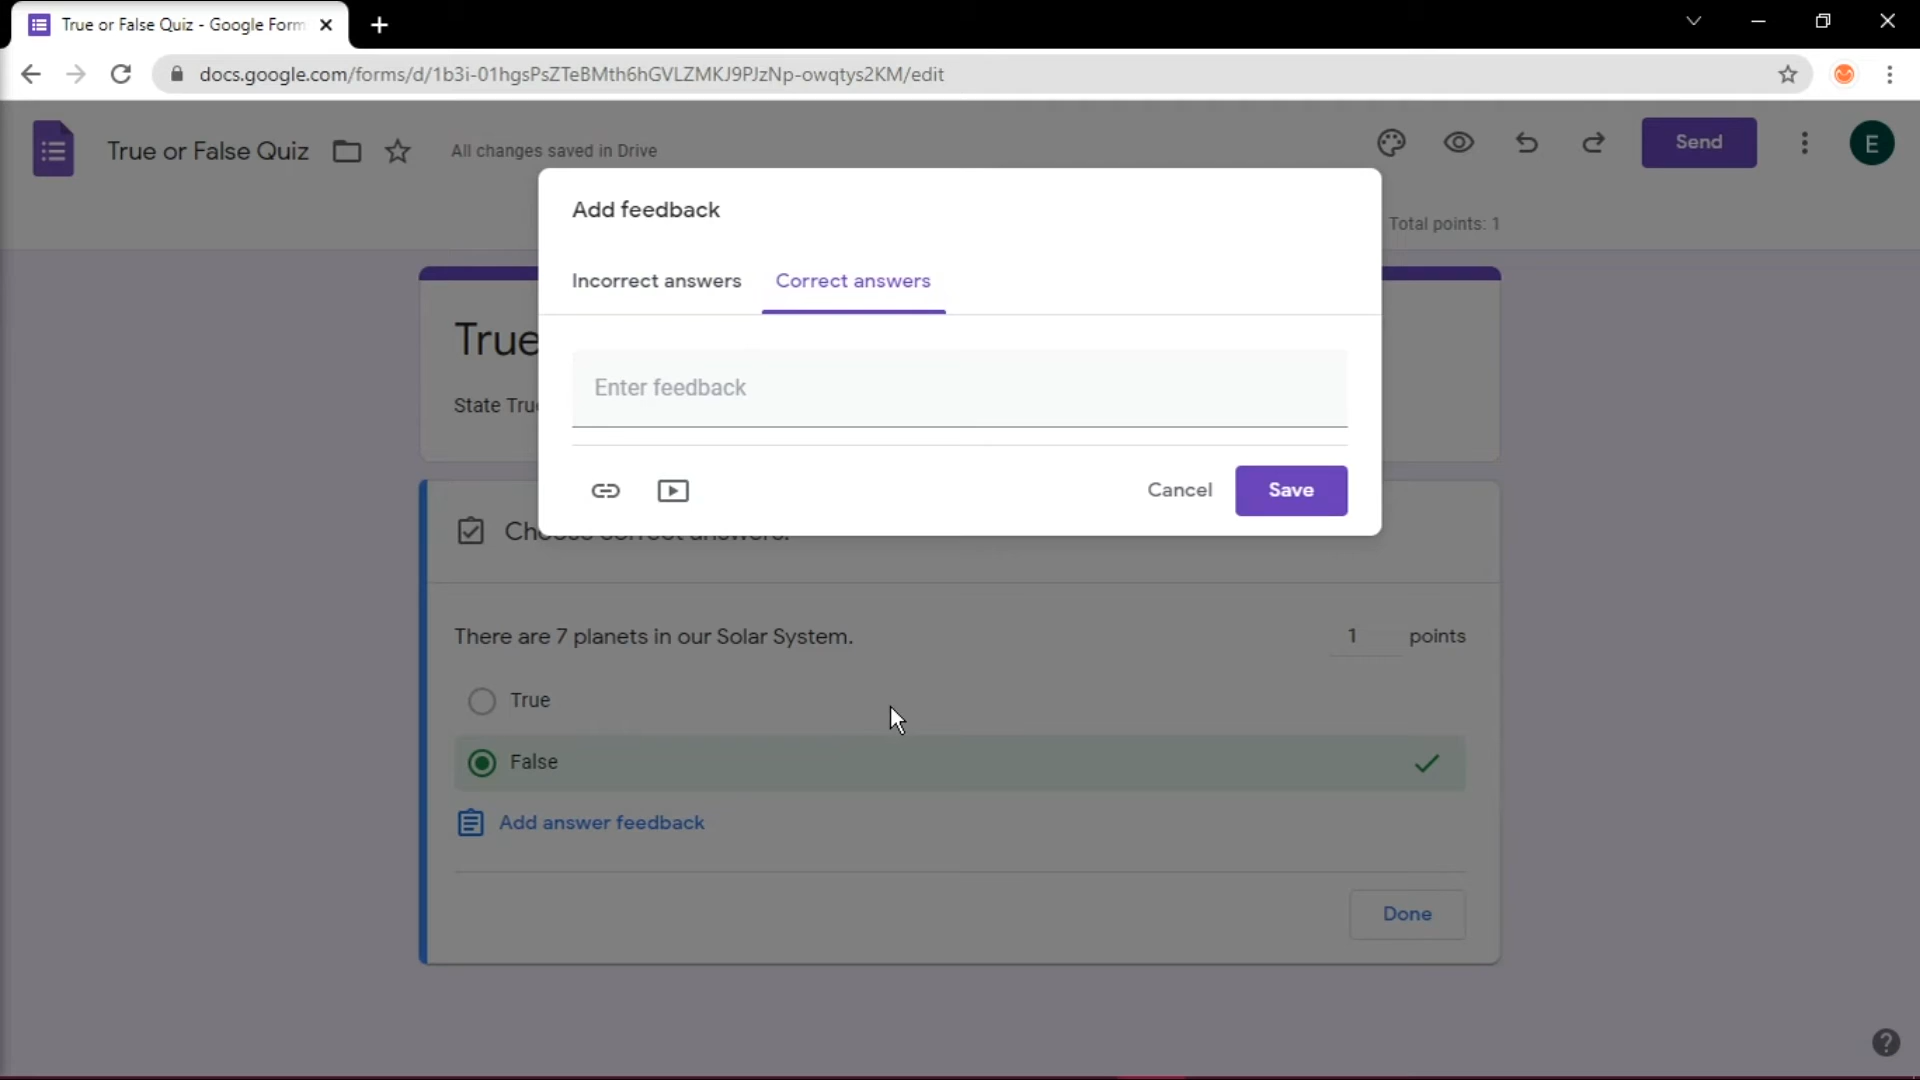 True or False Quiz - Google Form
docs.google.com/forms/d/1b3i-01hgsPsZTeBMth6hGVLZMKJ9PJzNp-owqtys2KM/edit
True or False Quiz
All changes saved in Drive
Send
E
Add feedback
Total points: 1
Incorrect answers
Correct answers
True
Enter feedback
State True
Cancel
Save
Choose correct answers:
There are 7 planets in our Solar System.
1 points
True
False
Add answer feedback
Done